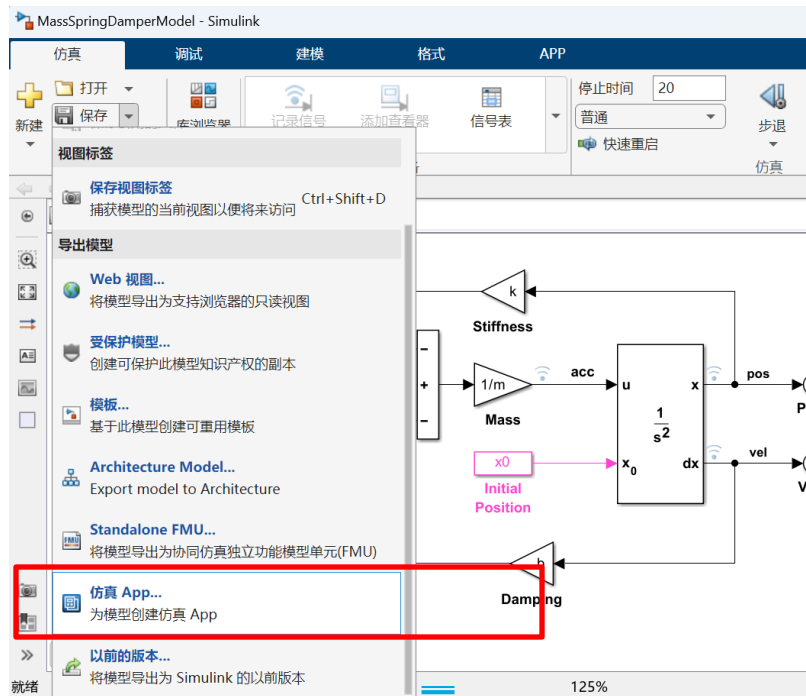 MassSpringDamperModel - Simulink
仿真 调试 建模 格式 APP
打开
保存
新建
库浏览器
记录信号
添加查看器
信号表
停止时间 20
普通
快速重启
步退
仿真
视图标签
保存视图标签
捕获模型的当前视图以便将来访问
Ctrl+Shift+D
导出模型
Web 视图...
将模型导出为支持浏览器的只读视图
受保护模型...
创建可保护此模型知识产权的副本
模板...
基于此模型创建可重用模板
Architecture Model...
Export model to Architecture
FMU
Standalone FMU...
将模型导出为协同仿真独立功能模型单元(FMU)
仿真 App...
为模型创建仿真 App
以前的版本...
将模型导出为 Simulink 的以前版本
k
Stiffness
−
+
−
1/m
Mass
acc
u
x
1
s2
x0
dx
pos
P
vel
V
x0
Initial
Position
b
Damping
就绪
125%